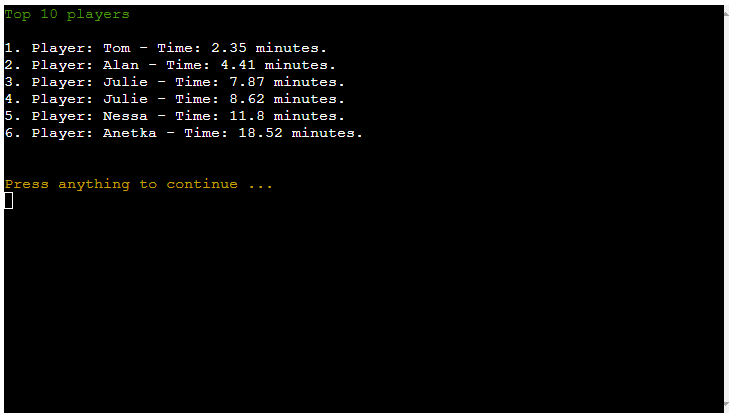 Top 10 players
1. Player: Tom - Time: 2.35 minutes.
2. Player: Alan - Time: 4.41 minutes.
3. Player: Julie - Time: 7.87 minutes.
4. Player: Julie - Time: 8.62 minutes.
5. Player: Nessa - Time: 11.8 minutes.
6. Player: Anetka - Time: 18.52 minutes.
Press anything to continue ...